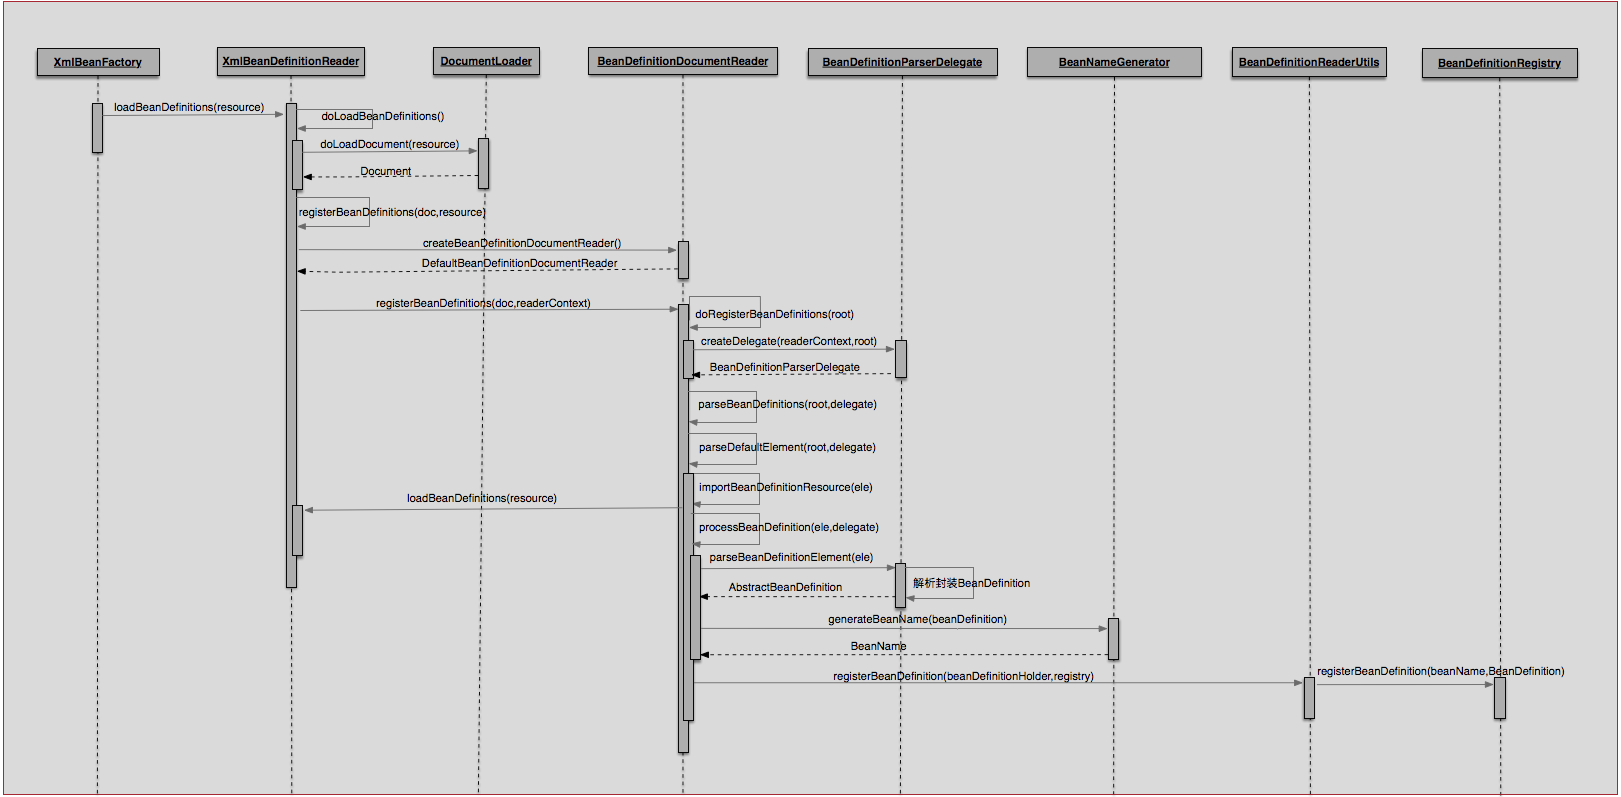 XmlBeanFactory
XmlBeanDefinitionReader
DocumentLoader
BeanDefinitionDocumentReader
BeanDefinitionParserDelegate
BeanNameGenerator
BeanDefinitionReaderUtils
BeanDefinitionRegistry
loadBeanDefinitions(resource)
doLoadBeanDefinitions()
doLoadDocument(resource)
Document
registerBeanDefinitions(doc,resource)
createBeanDefinitionDocumentReader()
DefaultBeanDefinitionDocumentReader
registerBeanDefinitions(doc,readerContext)
doRegisterBeanDefinitions(root)
createDelegate(readerContext,root)
BeanDefinitionParserDelegate
parseBeanDefinitions(root,delegate)
parseDefaultElement(root,delegate)
importBeanDefinitionResource(ele)
loadBeanDefinitions(resource)
processBeanDefinition(ele,delegate)
parseBeanDefinitionElement(ele)
解析封装BeanDefinition
AbstractBeanDefinition
generateBeanName(beanDefinition)
BeanName
registerBeanDefinition(beanDefinitionHolder,registry)
registerBeanDefinition(beanName,BeanDefinition)